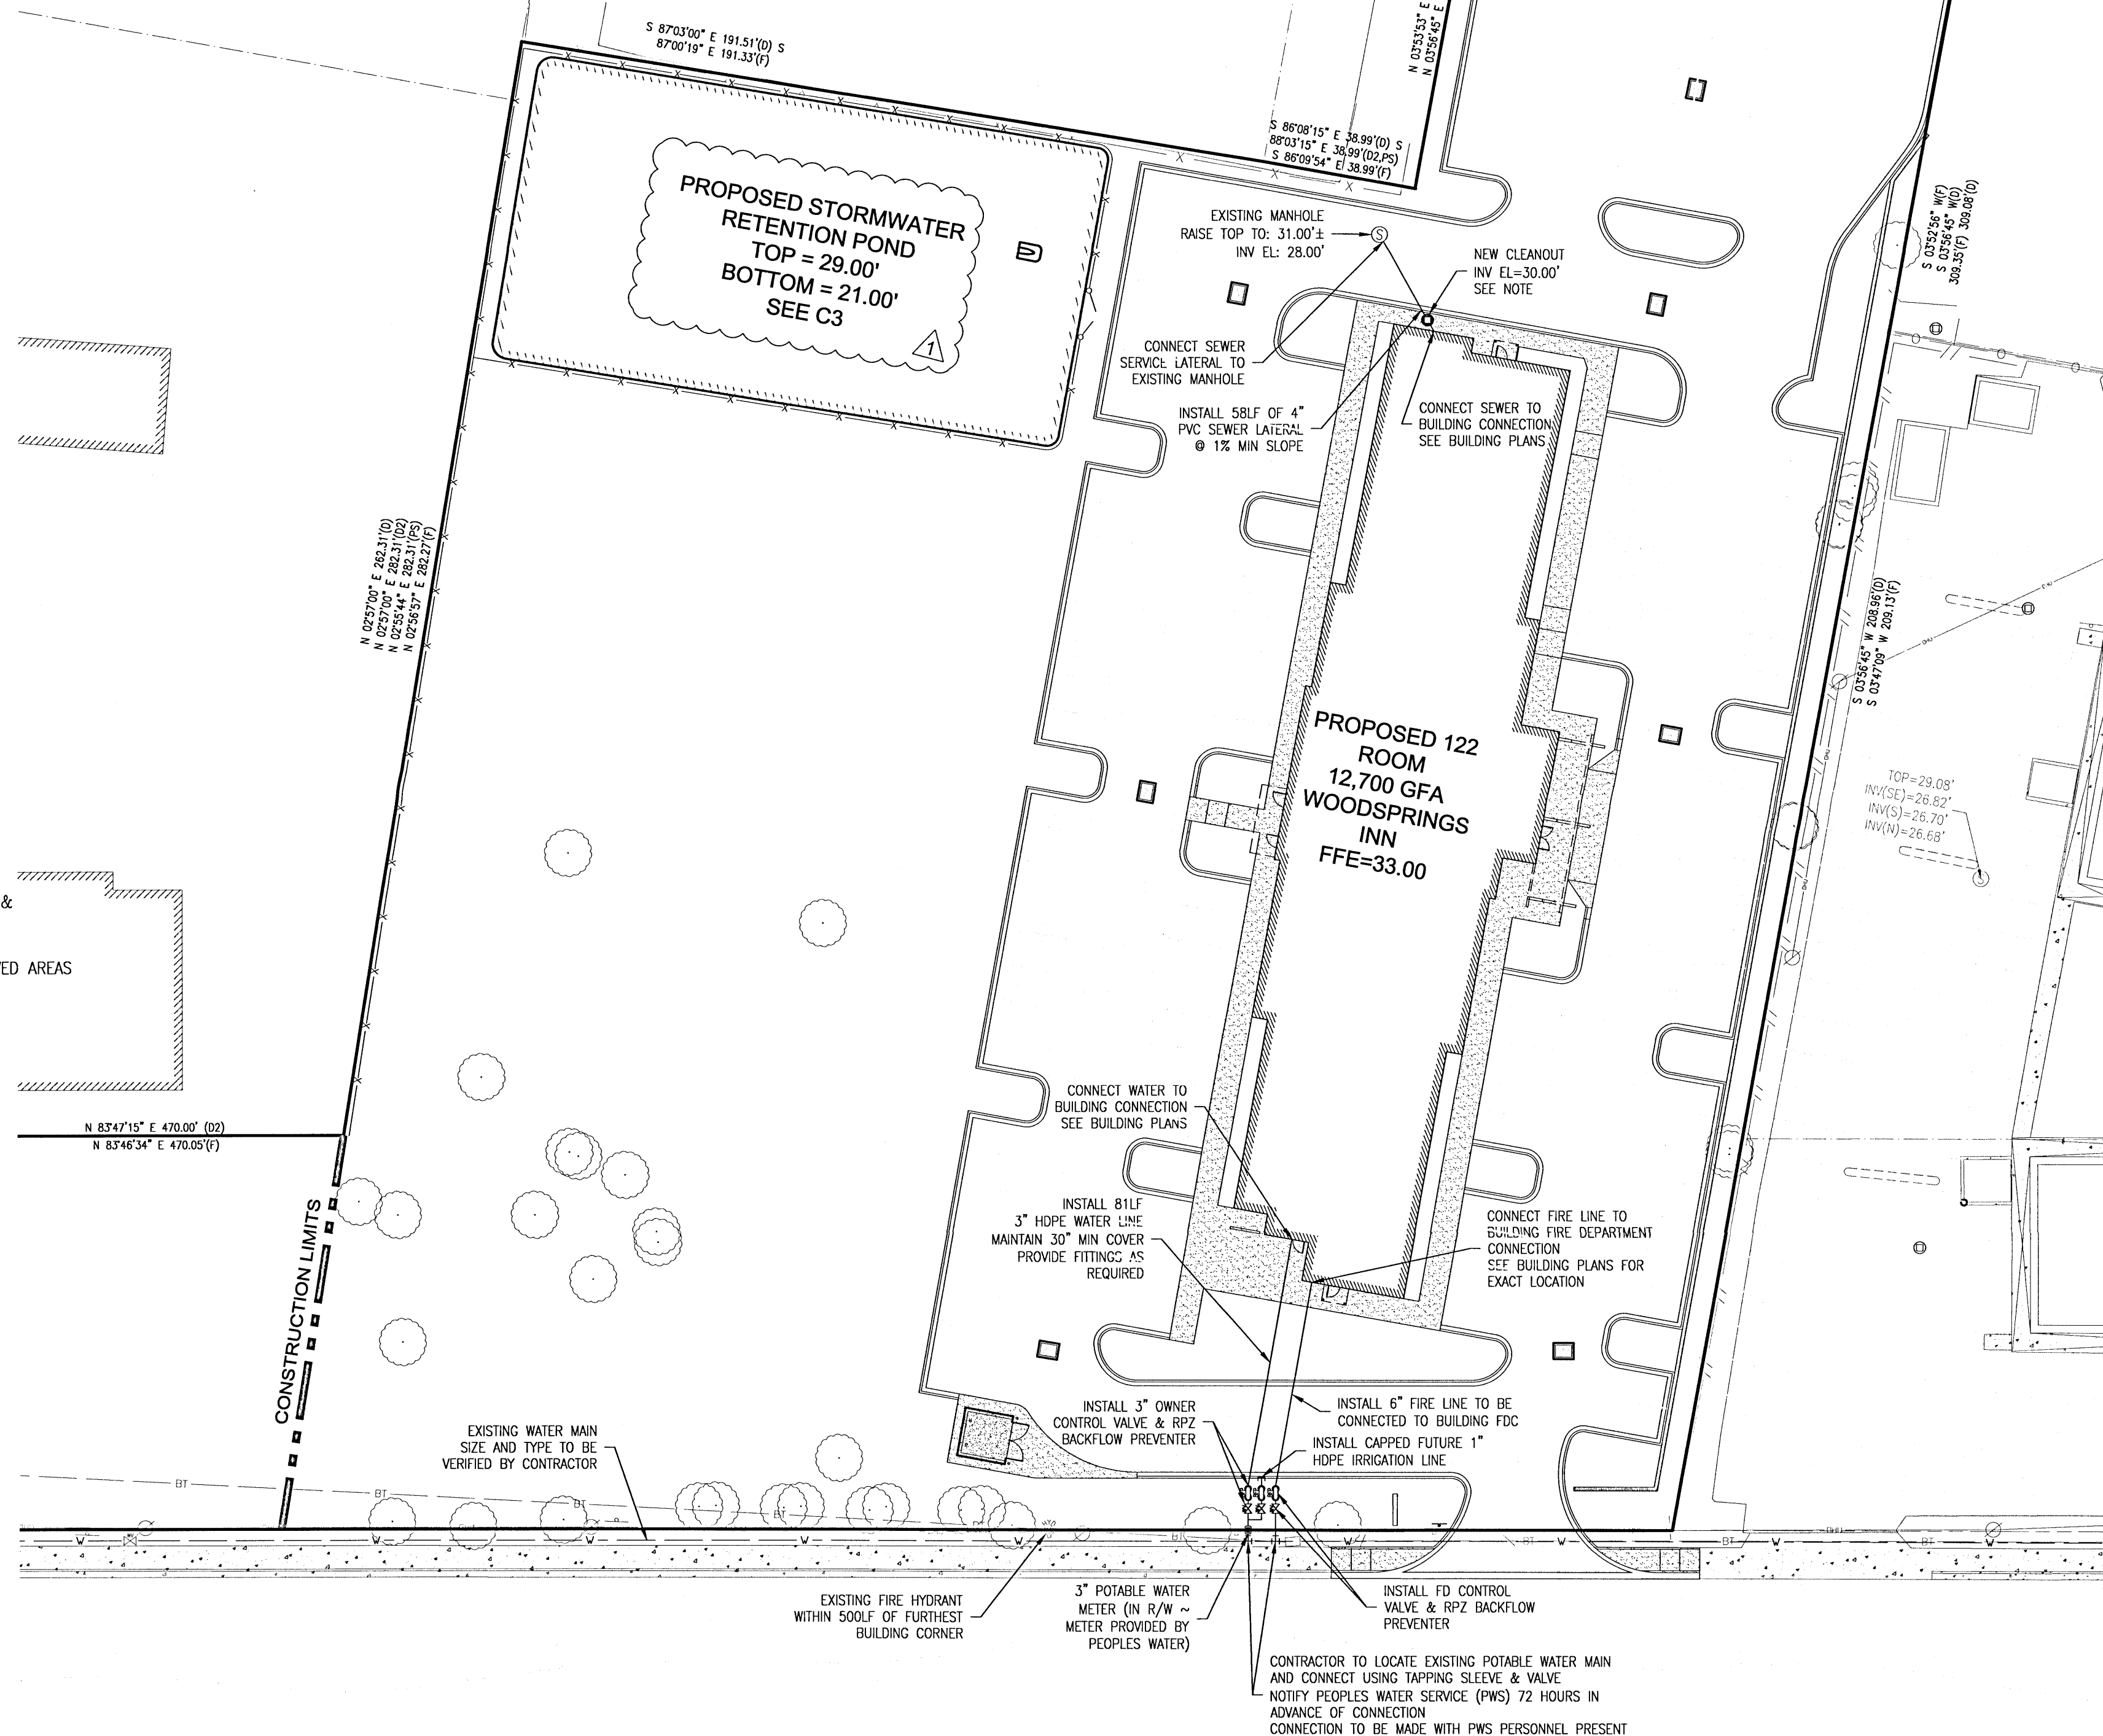 S 87°03'00" E 191.51'(D) S
87°00'19" E 191.33'(F)
N 03°53'53" E
N 03°56'45" E
S 86°08'15" E 38.99'(D) S
88°03'15" E 38.99'(D2,PS)
S 86°09'54" E 38.99'(F)
PROPOSED STORMWATER
RETENTION POND
TOP = 29.00'
BOTTOM = 21.00'
SEE C3
1
EXISTING MANHOLE
RAISE TOP TO: 31.00'±
INV EL: 28.00'
S
NEW CLEANOUT
INV EL=30.00'
SEE NOTE
S 03°52'56" W(F)
S 03°56'45" W(D)
309.35'(F) 309.08'(D)
CONNECT SEWER
SERVICE LATERAL TO
EXISTING MANHOLE
INSTALL 58LF OF 4"
PVC SEWER LATERAL
@ 1% MIN SLOPE
CONNECT SEWER TO
BUILDING CONNECTION
SEE BUILDING PLANS
N 02°57'00" E 262.31'(D)
N 02°57'00" E 282.31'(D2)
N 02°55'44" E 282.31'(PS)
N 02°56'57" E 282.27'(F)
S 03°56'45" W 208.96'(D)
S 03°47'09" W 209.13'(F)
OHU
OHU
OHU
PROPOSED 122
ROOM
12,700 GFA
WOODSPRINGS
INN
FFE=33.00
TOP=29.08'
INV(SE)=26.82'
INV(S)=26.70'
INV(N)=26.68'
S
&
ED AREAS
CONNECT WATER TO
BUILDING CONNECTION
SEE BUILDING PLANS
N 83°47'15" E 470.00' (D2)
N 83°46'34" E 470.05'(F)
CONSTRUCTION LIMITS
INSTALL 81LF
3" HDPE WATER LINE
MAINTAIN 30" MIN COVER
PROVIDE FITTINGS AS
REQUIRED
CONNECT FIRE LINE TO
BUILDING FIRE DEPARTMENT
CONNECTION
SEE BUILDING PLANS FOR
EXACT LOCATION
INSTALL 3" OWNER
CONTROL VALVE & RPZ
BACKFLOW PREVENTER
INSTALL 6" FIRE LINE TO BE
CONNECTED TO BUILDING FDC
INSTALL CAPPED FUTURE 1"
HDPE IRRIGATION LINE
EXISTING WATER MAIN
SIZE AND TYPE TO BE
VERIFIED BY CONTRACTOR
BT
BT
BT
BT
BT
BT
BT
BT
BT
OHU
W
W
W
W
W
W
W
EXISTING FIRE HYDRANT
WITHIN 500LF OF FURTHEST
BUILDING CORNER
3" POTABLE WATER
METER (IN R/W ~
METER PROVIDED BY
PEOPLES WATER)
INSTALL FD CONTROL
VALVE & RPZ BACKFLOW
PREVENTER
CONTRACTOR TO LOCATE EXISTING POTABLE WATER MAIN
AND CONNECT USING TAPPING SLEEVE & VALVE
NOTIFY PEOPLES WATER SERVICE (PWS) 72 HOURS IN
ADVANCE OF CONNECTION
CONNECTION TO BE MADE WITH PWS PERSONNEL PRESENT